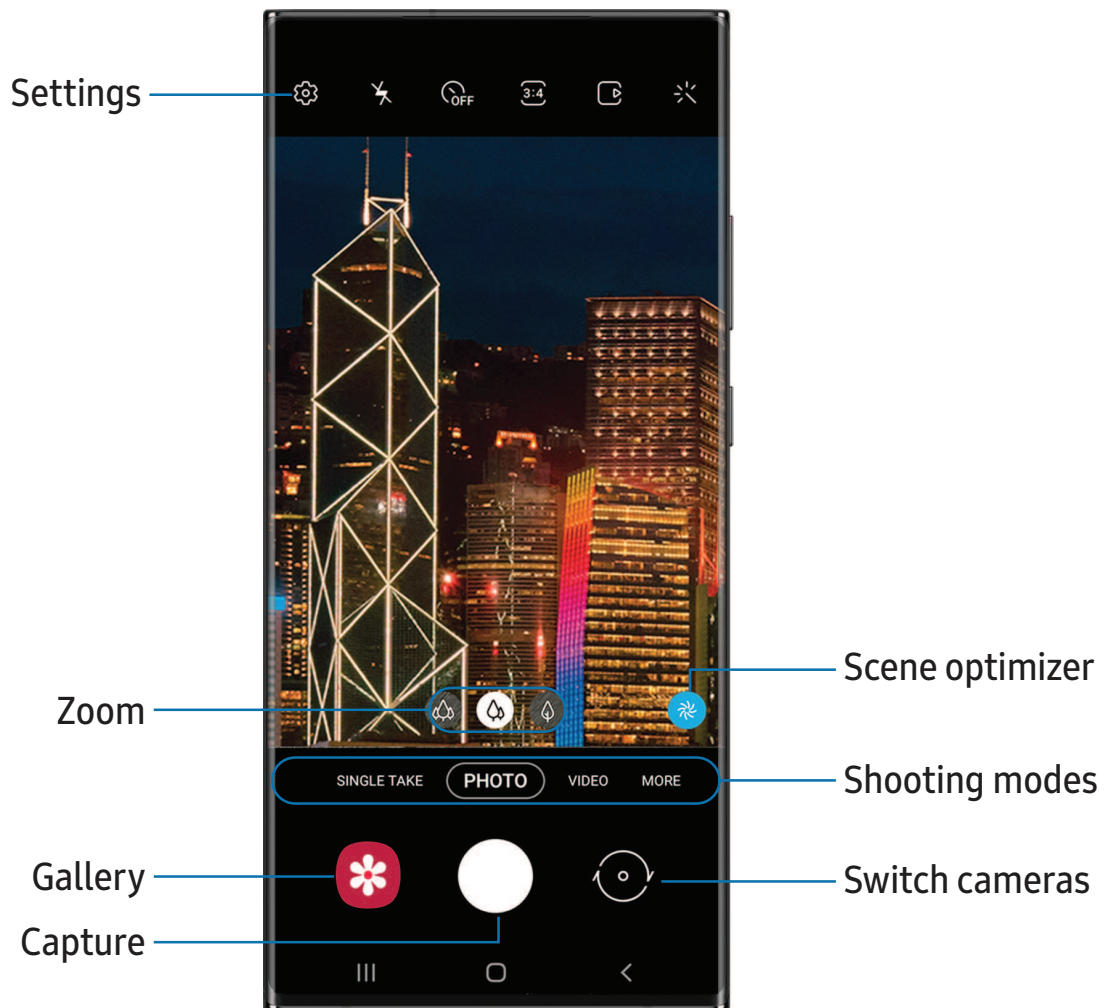 Settings
OFF
3:4
Scene optimizer
Zoom
SINGLE TAKE
PHOTO
VIDEO
MORE
Shooting modes
Gallery
Switch cameras
Capture